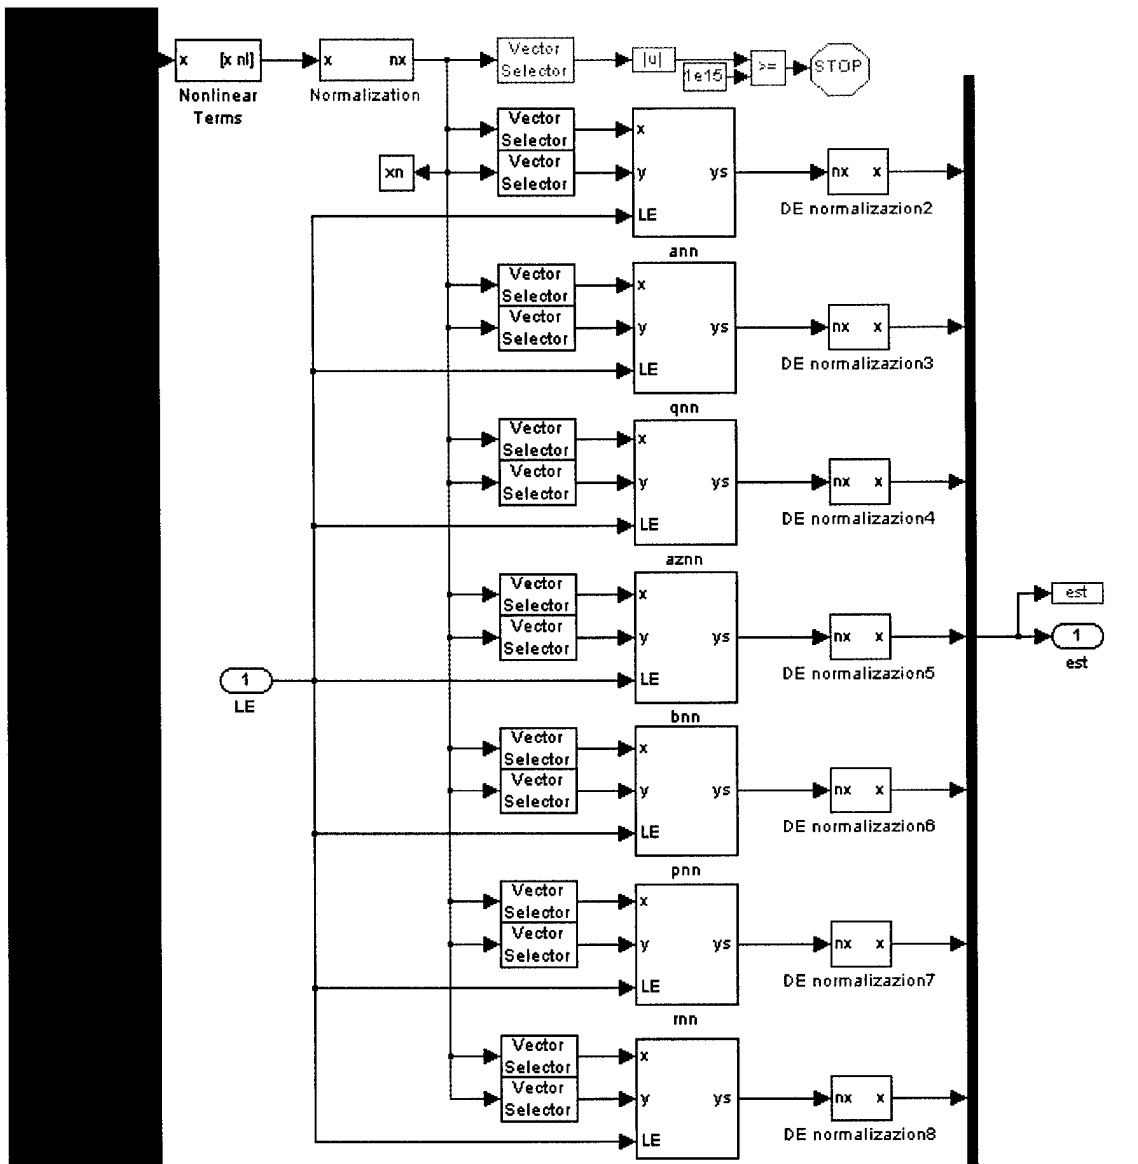 x [x nl]
Nonlinear
Terms
x nx
Normalization
Vector
Selector
|u|
1e15
>=
STOP
xn
Vector
Selector
Vector
Selector
x
y ys
LE
ann
nx x
DE normalizazion2
Vector
Selector
Vector
Selector
x
y ys
LE
qnn
nx x
DE normalizazion3
Vector
Selector
Vector
Selector
x
y ys
LE
aznn
nx x
DE normalizazion4
Vector
Selector
Vector
Selector
x
y ys
LE
bnn
nx x
DE normalizazion5
est
1
est
1
LE
Vector
Selector
Vector
Selector
x
y ys
LE
pnn
nx x
DE normalizazion6
Vector
Selector
Vector
Selector
x
y ys
LE
rnn
nx x
DE normalizazion7
Vector
Selector
Vector
Selector
x
y ys
LE
nx x
DE normalizazion8